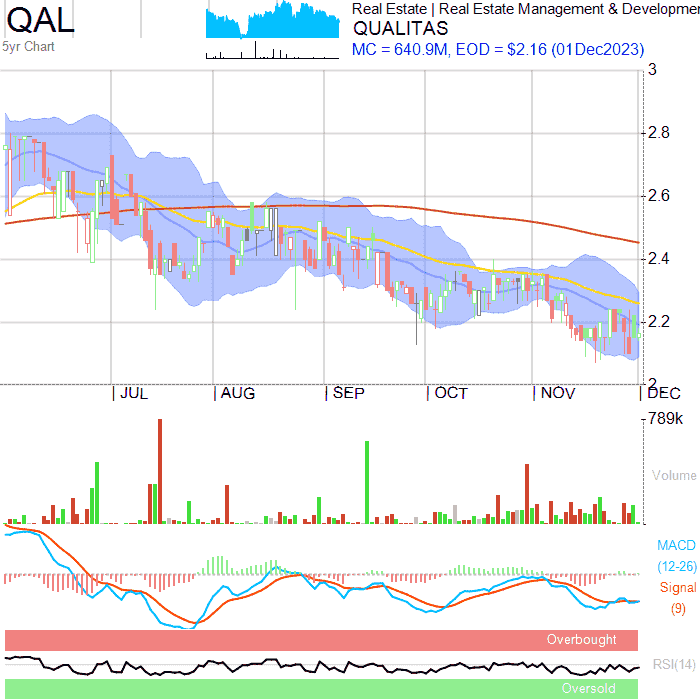 QAL
5yr Chart
Real Estate | Real Estate Management & Developmen
QUALITAS
MC = 640.9M, EOD = $2.16 (01Dec2023)
3
2.8
2.6
2.4
2.2
2
JUL AUG SEP OCT NOV DEC
789k
Volume
MACD
(12-26)
Signal
(9)
Overbought
RSI(14)
Oversold